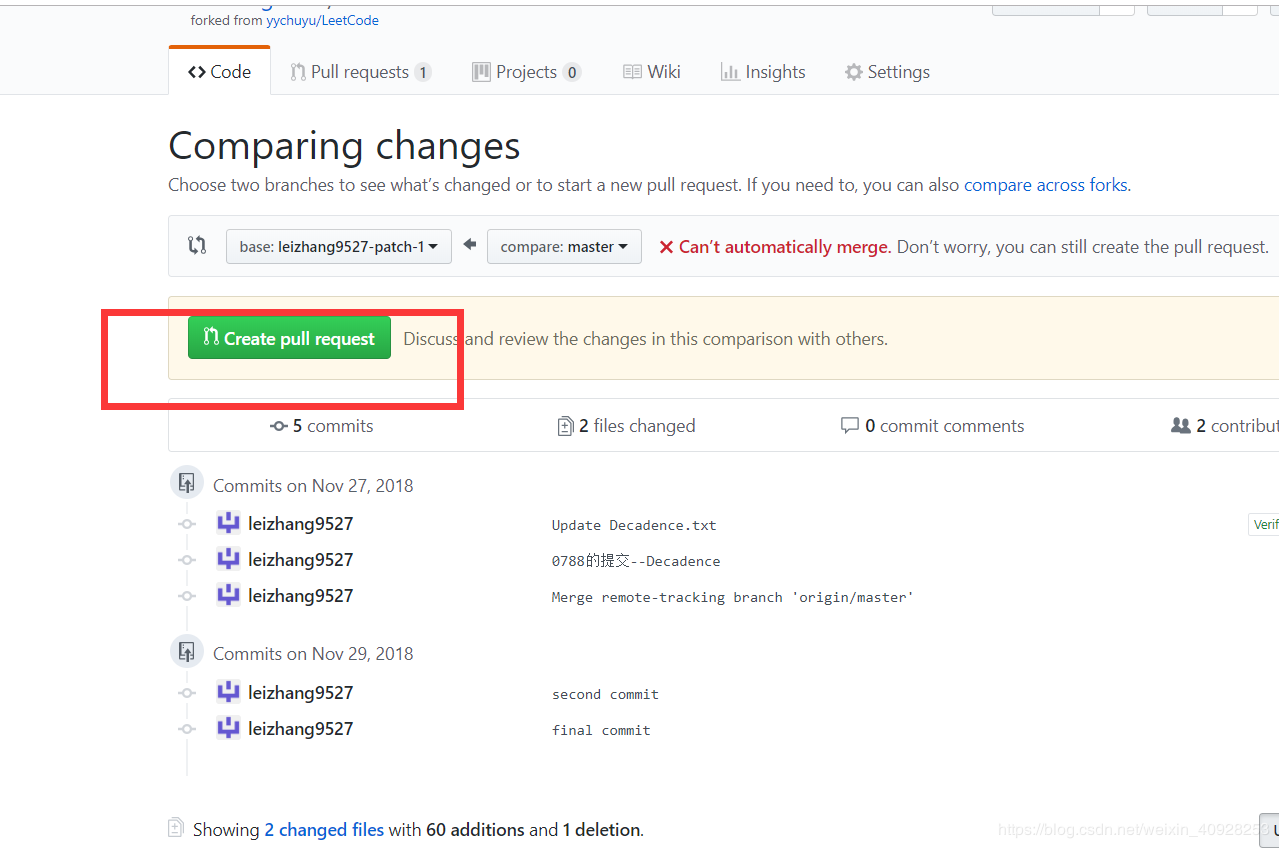 forked from yychuyu/LeetCode
Code Pull requests 1 Projects 0 Wiki Insights Settings
Comparing changes
Choose two branches to see what's changed or to start a new pull request. If you need to, you can also compare across forks.
base: leizhang9527-patch-1 compare: master Can't automatically merge. Don't worry, you can still create the pull request.
Create pull request Discuss and review the changes in this comparison with others.
5 commits 2 files changed 0 commit comments 2 contribut
Commits on Nov 27, 2018
leizhang9527 Update Decadence.txt Verif
leizhang9527 0788的提交--Decadence
leizhang9527 Merge remote-tracking branch 'origin/master'
Commits on Nov 29, 2018
leizhang9527 second commit
leizhang9527 final commit
Showing 2 changed files with 60 additions and 1 deletion.